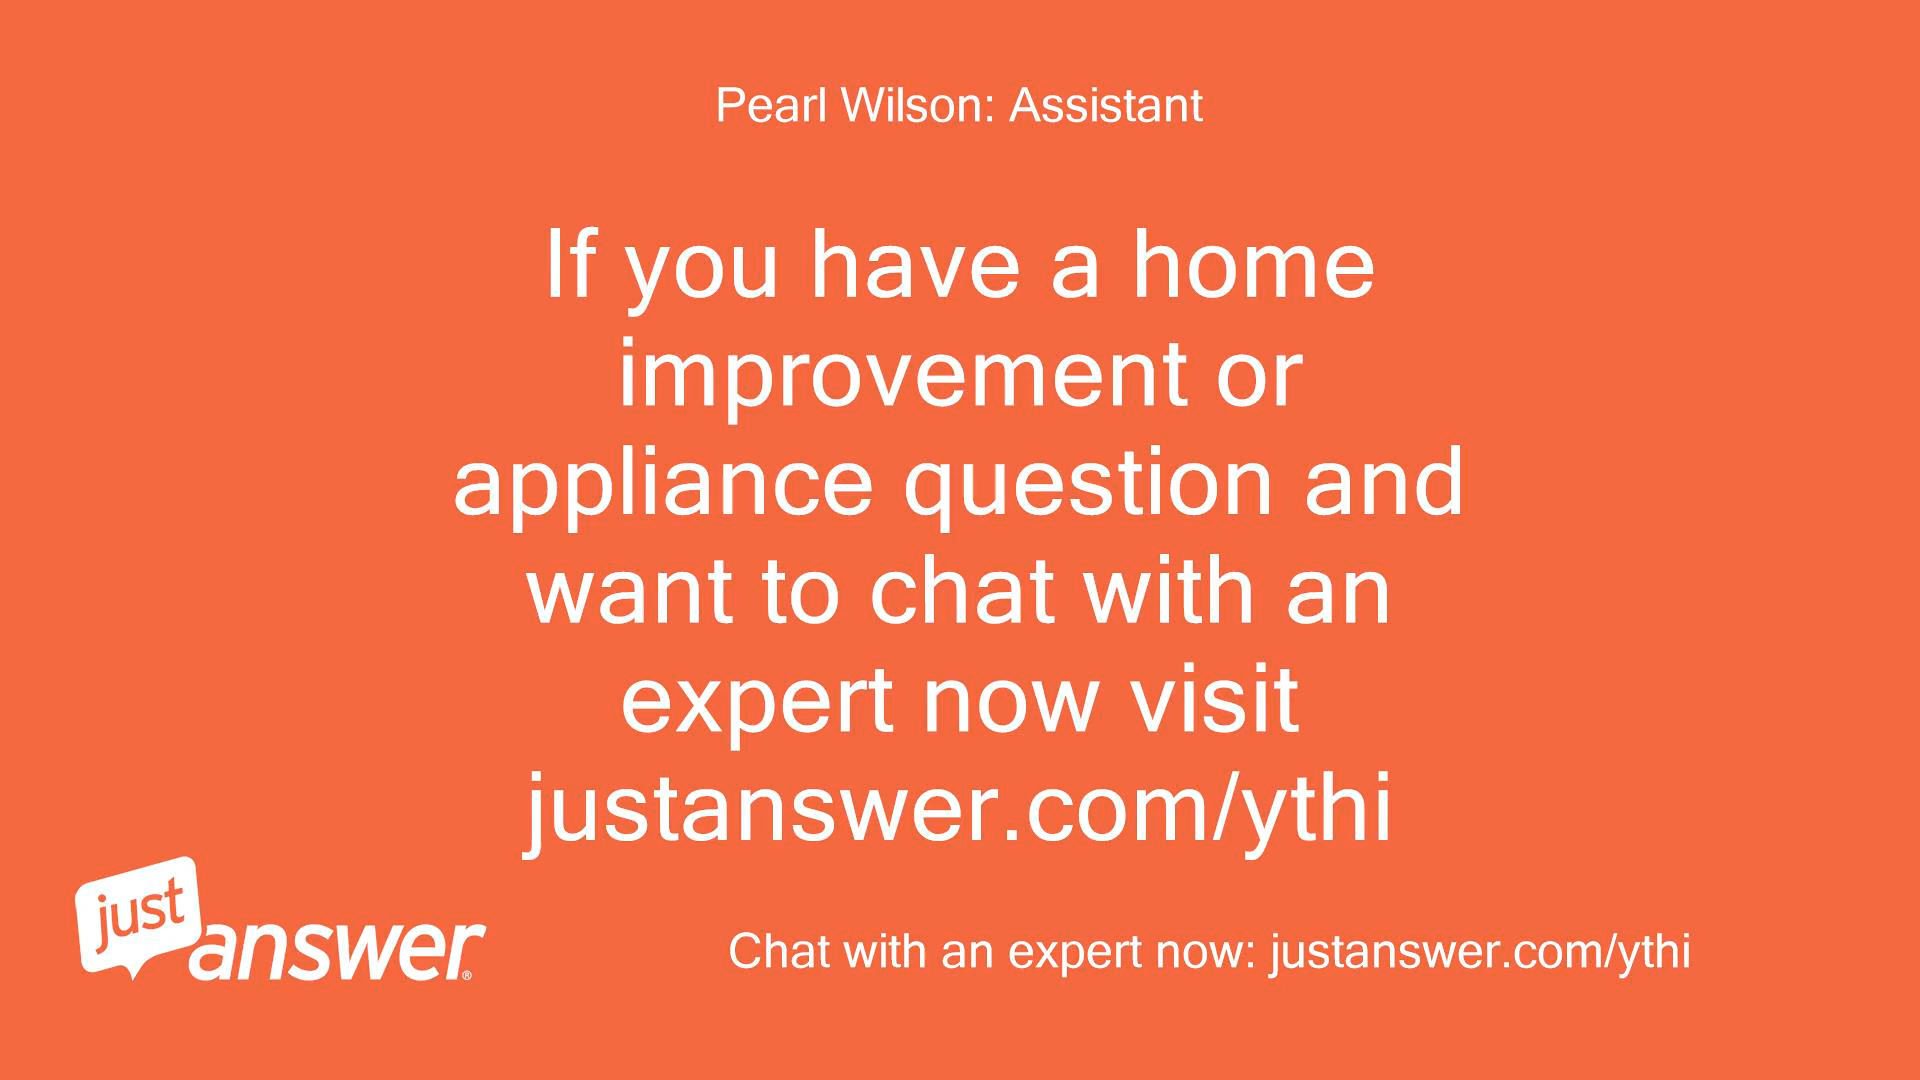 Pearl Wilson: Assistant
If you have a home
improvement or
appliance question and
want to chat with an
expert now visit
justanswer.com/ythi
just
answer®
Chat with an expert now: justanswer.com/ythi